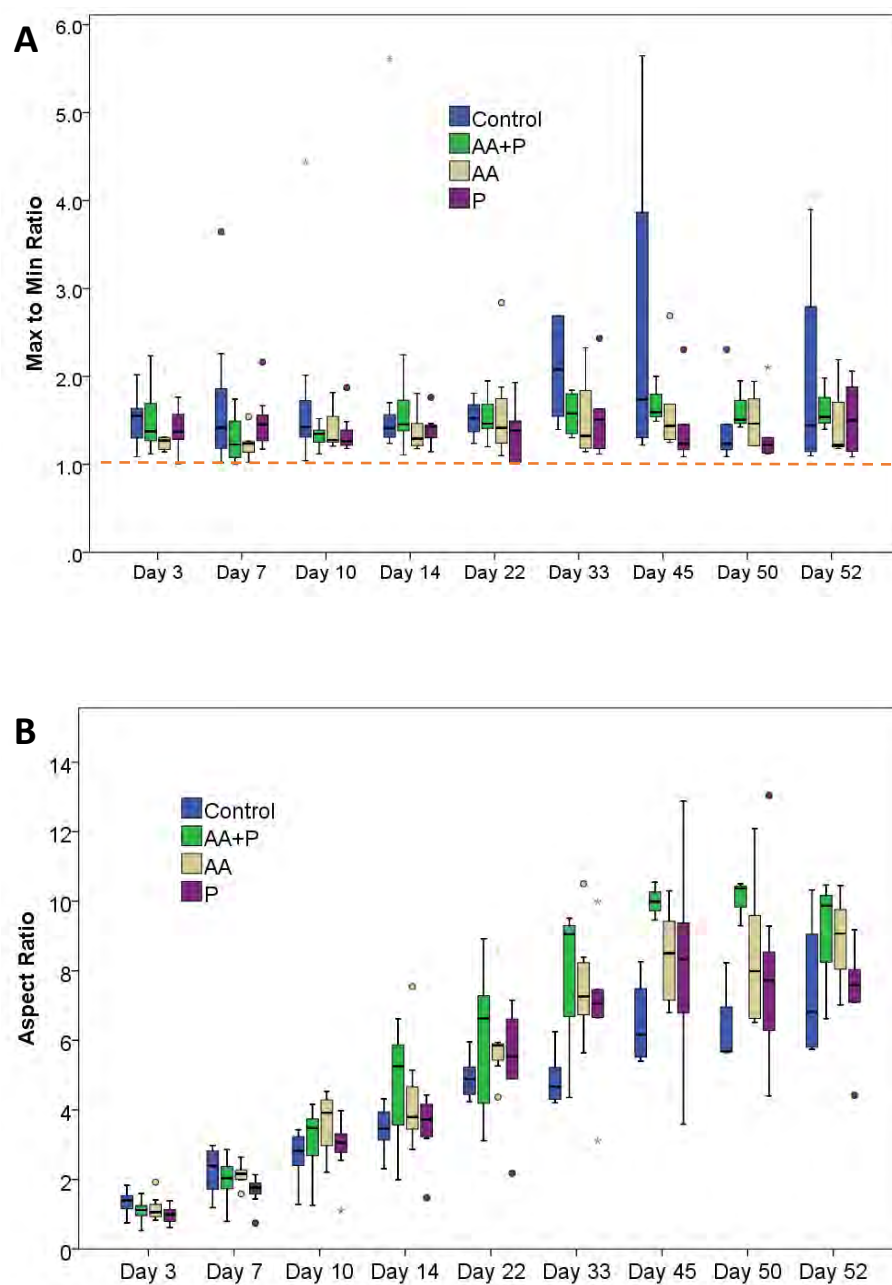 A
Max to Min Ratio
6.0
5.0
4.0
3.0
2.0
1.0
.0
Control
AA+P
AA
P
Day 3 Day 7 Day 10 Day 14 Day 22 Day 33 Day 45 Day 50 Day 52
B
Aspect Ratio
14
12
10
8
6
4
2
0
Control
AA+P
AA
P
Day 3 Day 7 Day 10 Day 14 Day 22 Day 33 Day 45 Day 50 Day 52